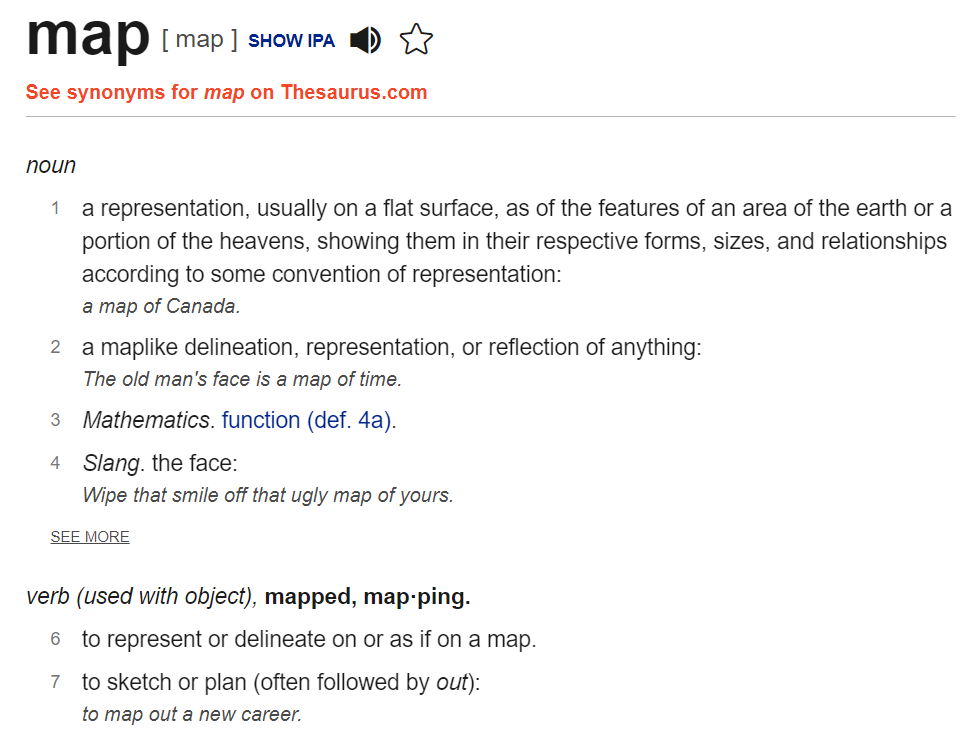 map [ map ] SHOW IPA
See synonyms for map on Thesaurus.com
noun
1 a representation, usually on a flat surface, as of the features of an area of the earth or a
portion of the heavens, showing them in their respective forms, sizes, and relationships
according to some convention of representation:
a map of Canada.
2 a maplike delineation, representation, or reflection of anything:
The old man's face is a map of time.
3 Mathematics. function (def. 4a).
4 Slang. the face:
Wipe that smile off that ugly map of yours.
SEE MORE
verb (used with object), mapped, map·ping.
6 to represent or delineate on or as if on a map.
7 to sketch or plan (often followed by out):
to map out a new career.